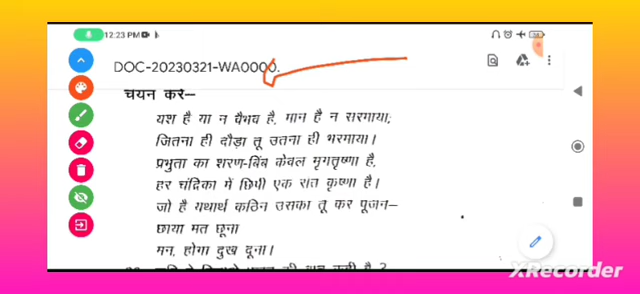 12:23 PM
DOC-20230321-WA0000.
चयन करें—
यश है या न वैभव है, मान है न सरमाया;
जितना ही दौड़ा तू उतना ही भरमाया।
प्रभुता का शरण-बिंब केवल मृगतृष्णा है,
हर चंद्रिका में छिपी एक रात कृष्णा है।
जो है यथार्थ कठिन उसका तू कर पूजन—
छाया मत छूना
मन, होगा दुख दूना।
XRecorder